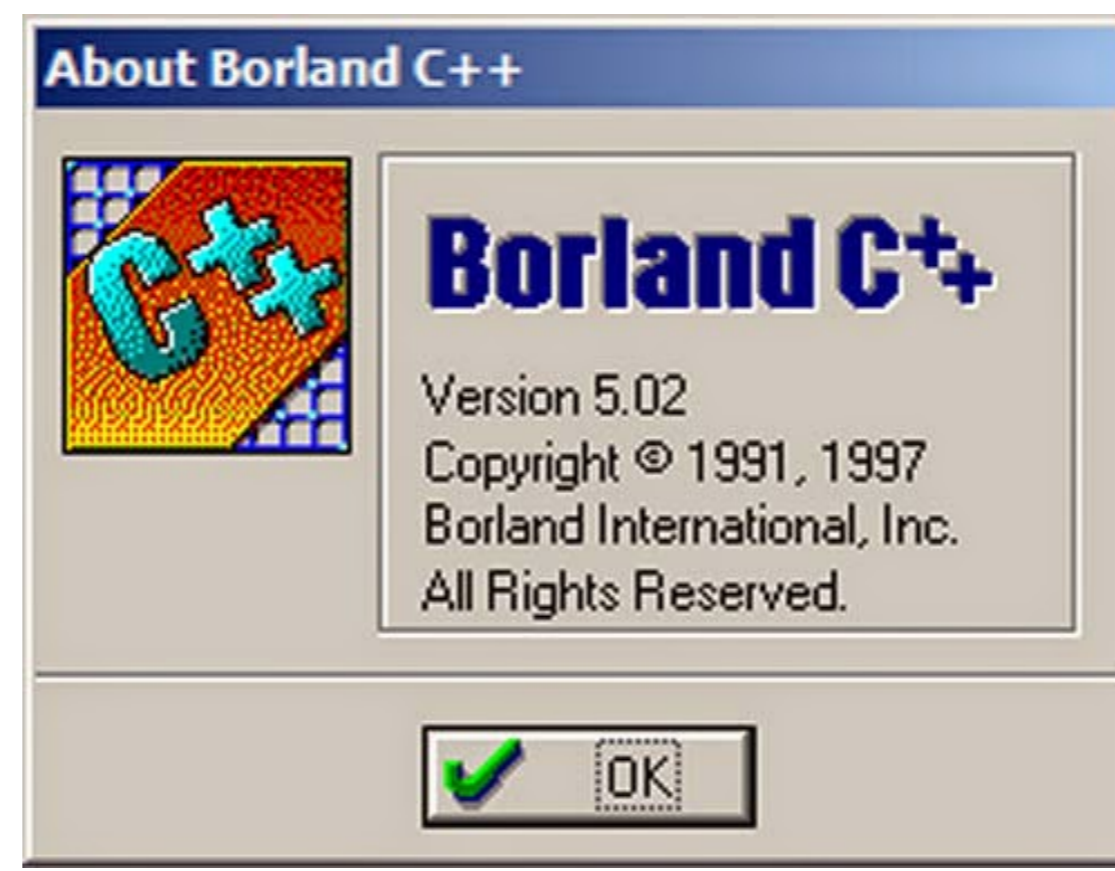 About Borland C++
C++
Borland C++
Version 5.02
Copyright © 1991, 1997
Borland International, Inc.
All Rights Reserved.
OK